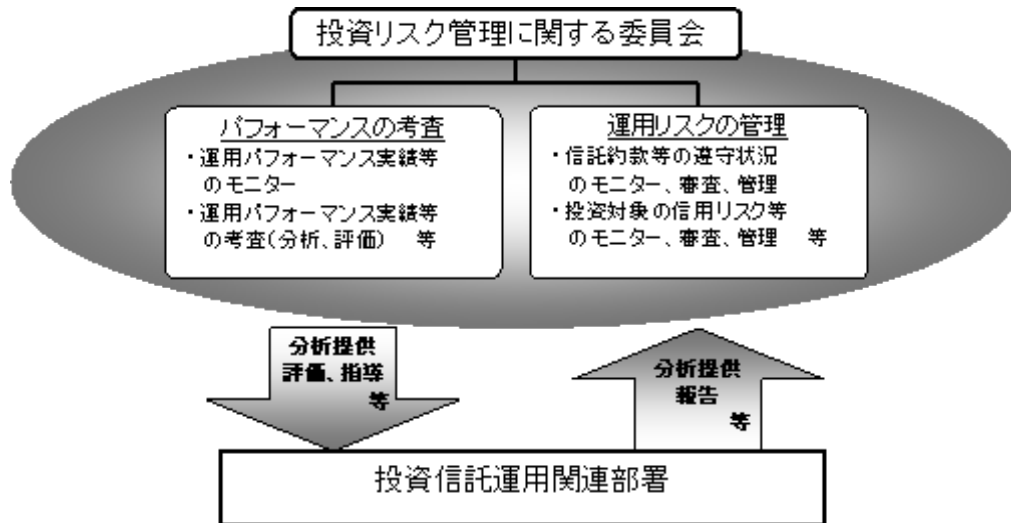 投資リスク管理に関する委員会
パフォーマンスの考査
・運用パフォーマンス実績等
のモニター
・運用パフォーマンス実績等
の考査(分析、評価) 等
運用リスクの管理
・信託約款等の遵守状況
のモニター、審査、管理
・投資対象の信用リスク等
のモニター、審査、管理 等
分析提供
評価、指導
等
分析提供
報告
等
投資信託運用関連部署